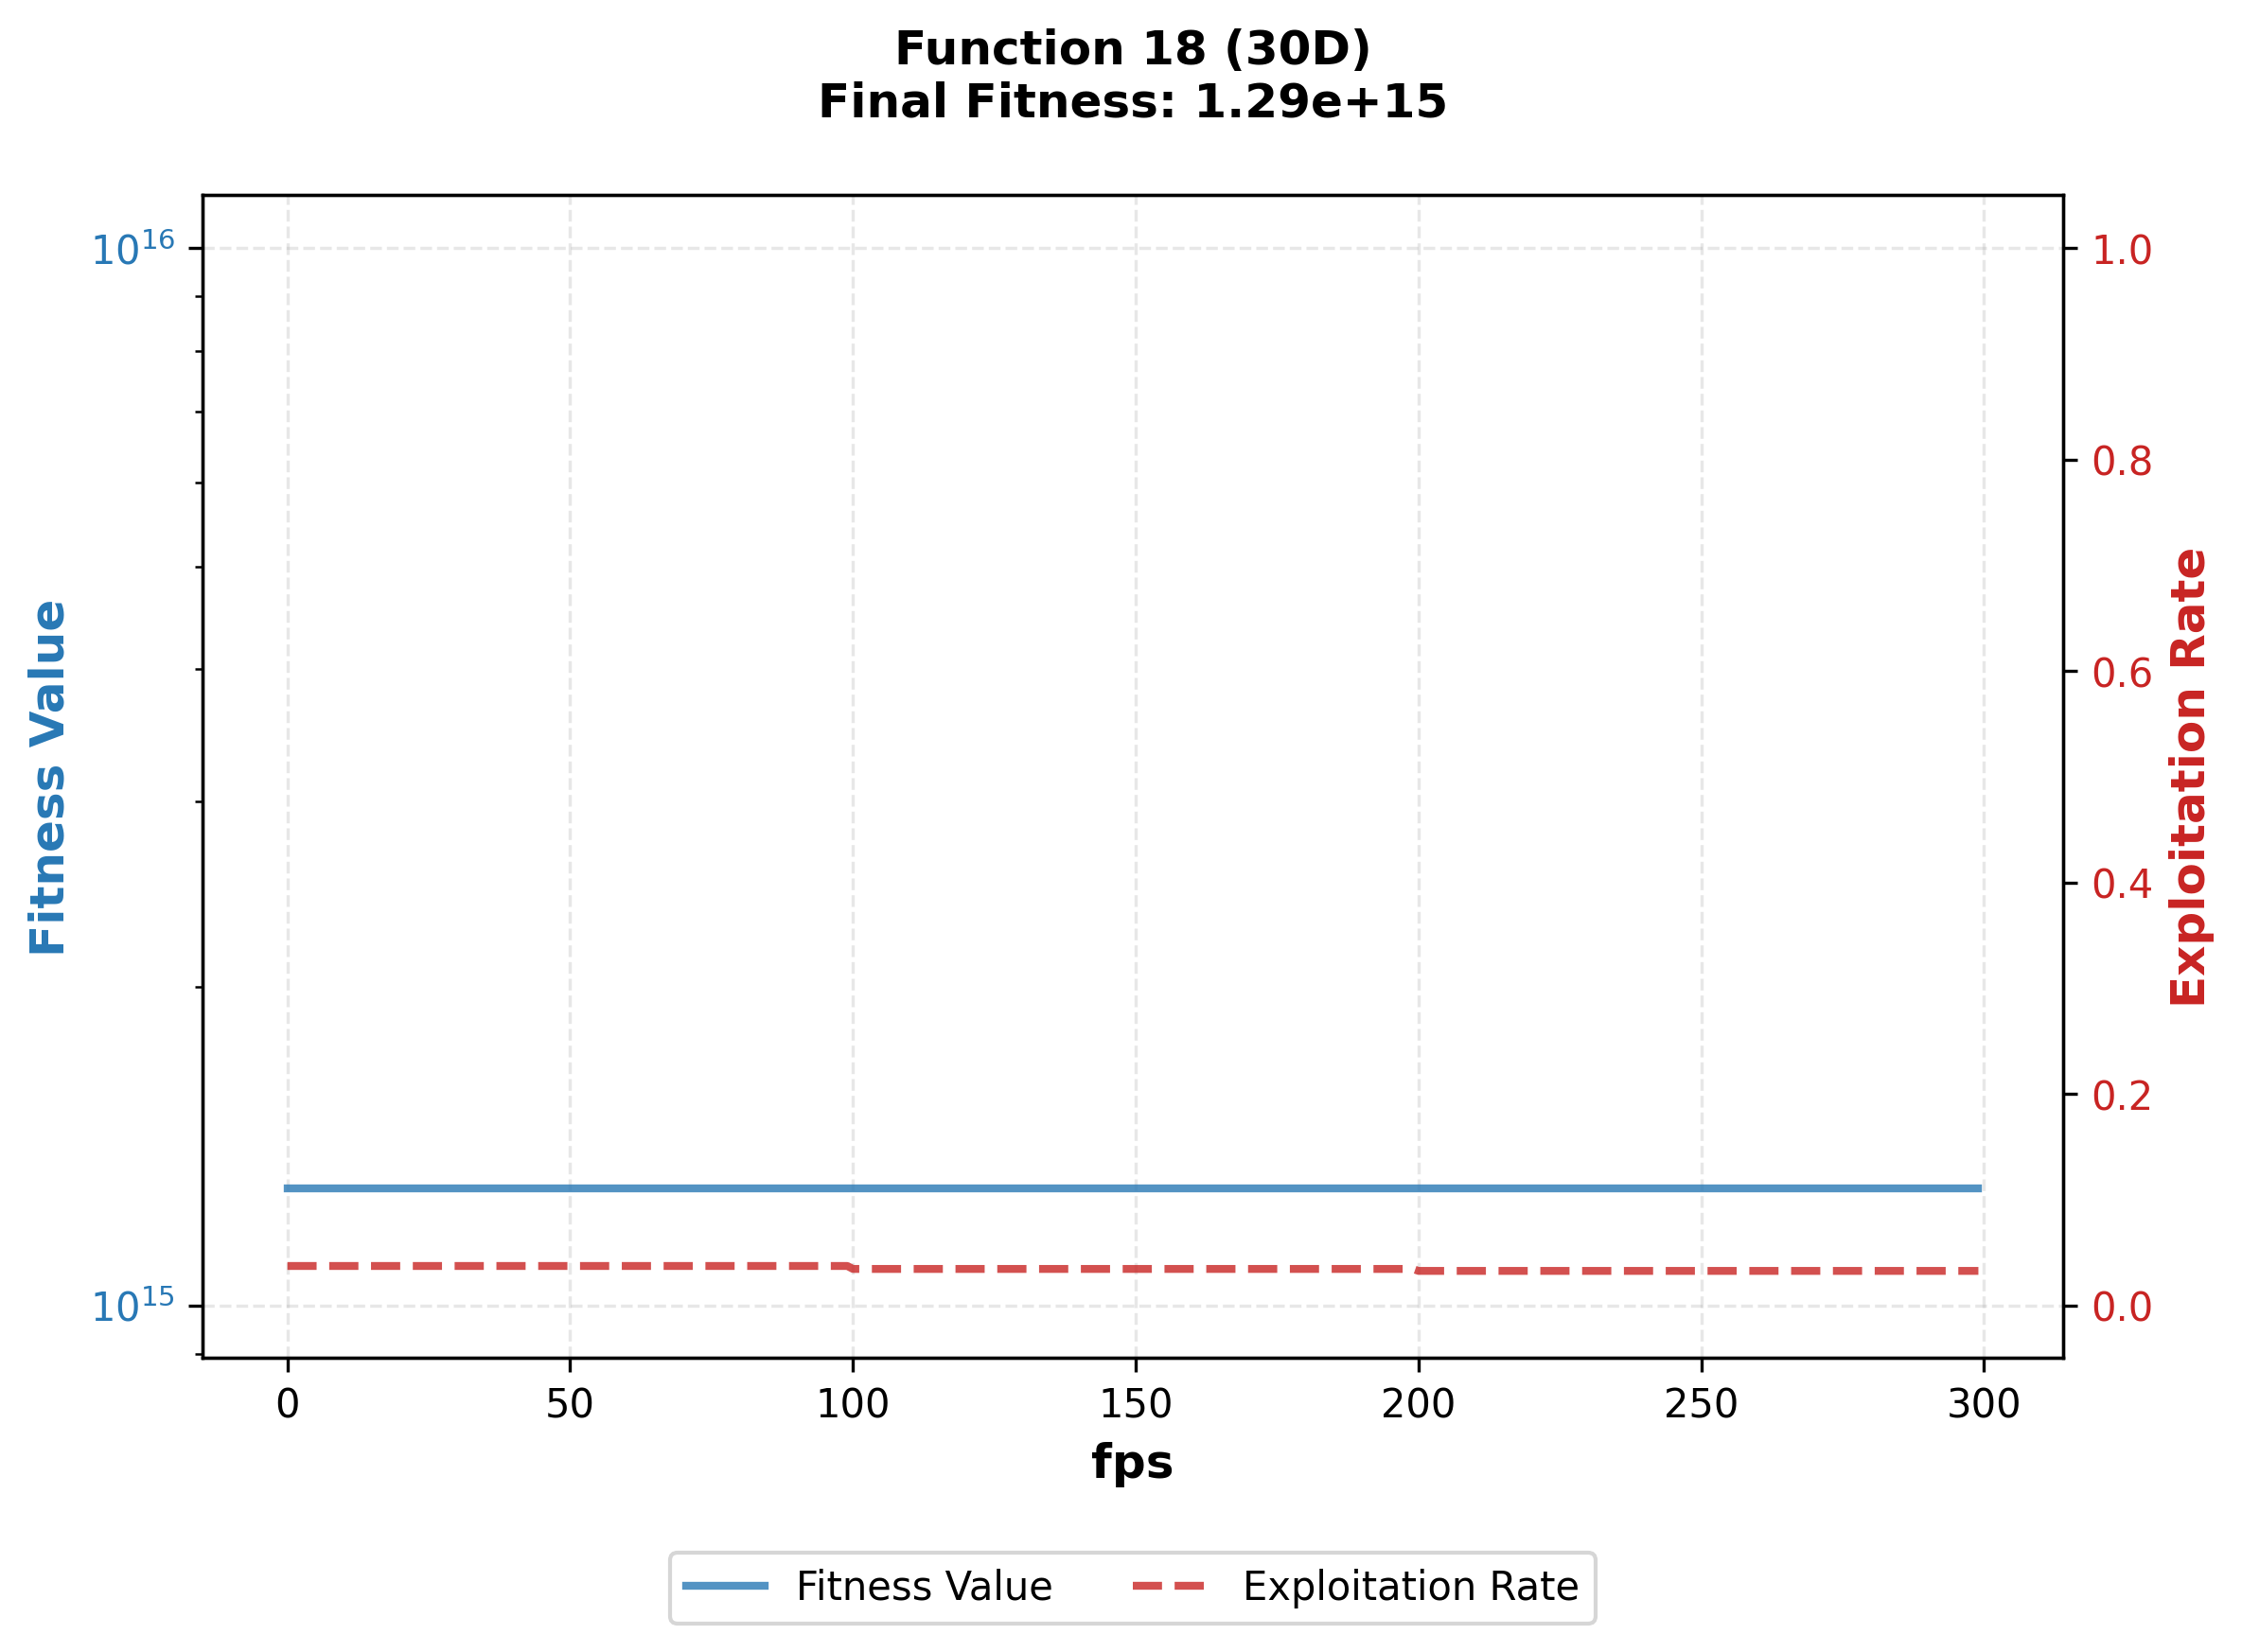 Function 18 (30D)
Final Fitness: 1.29e+15
Fitness Value
10^16
10^15
1.0
0.8
0.6
0.4
0.2
0.0
Exploitation Rate
0 50 100 150 200 250 300
fps
Fitness Value Exploitation Rate